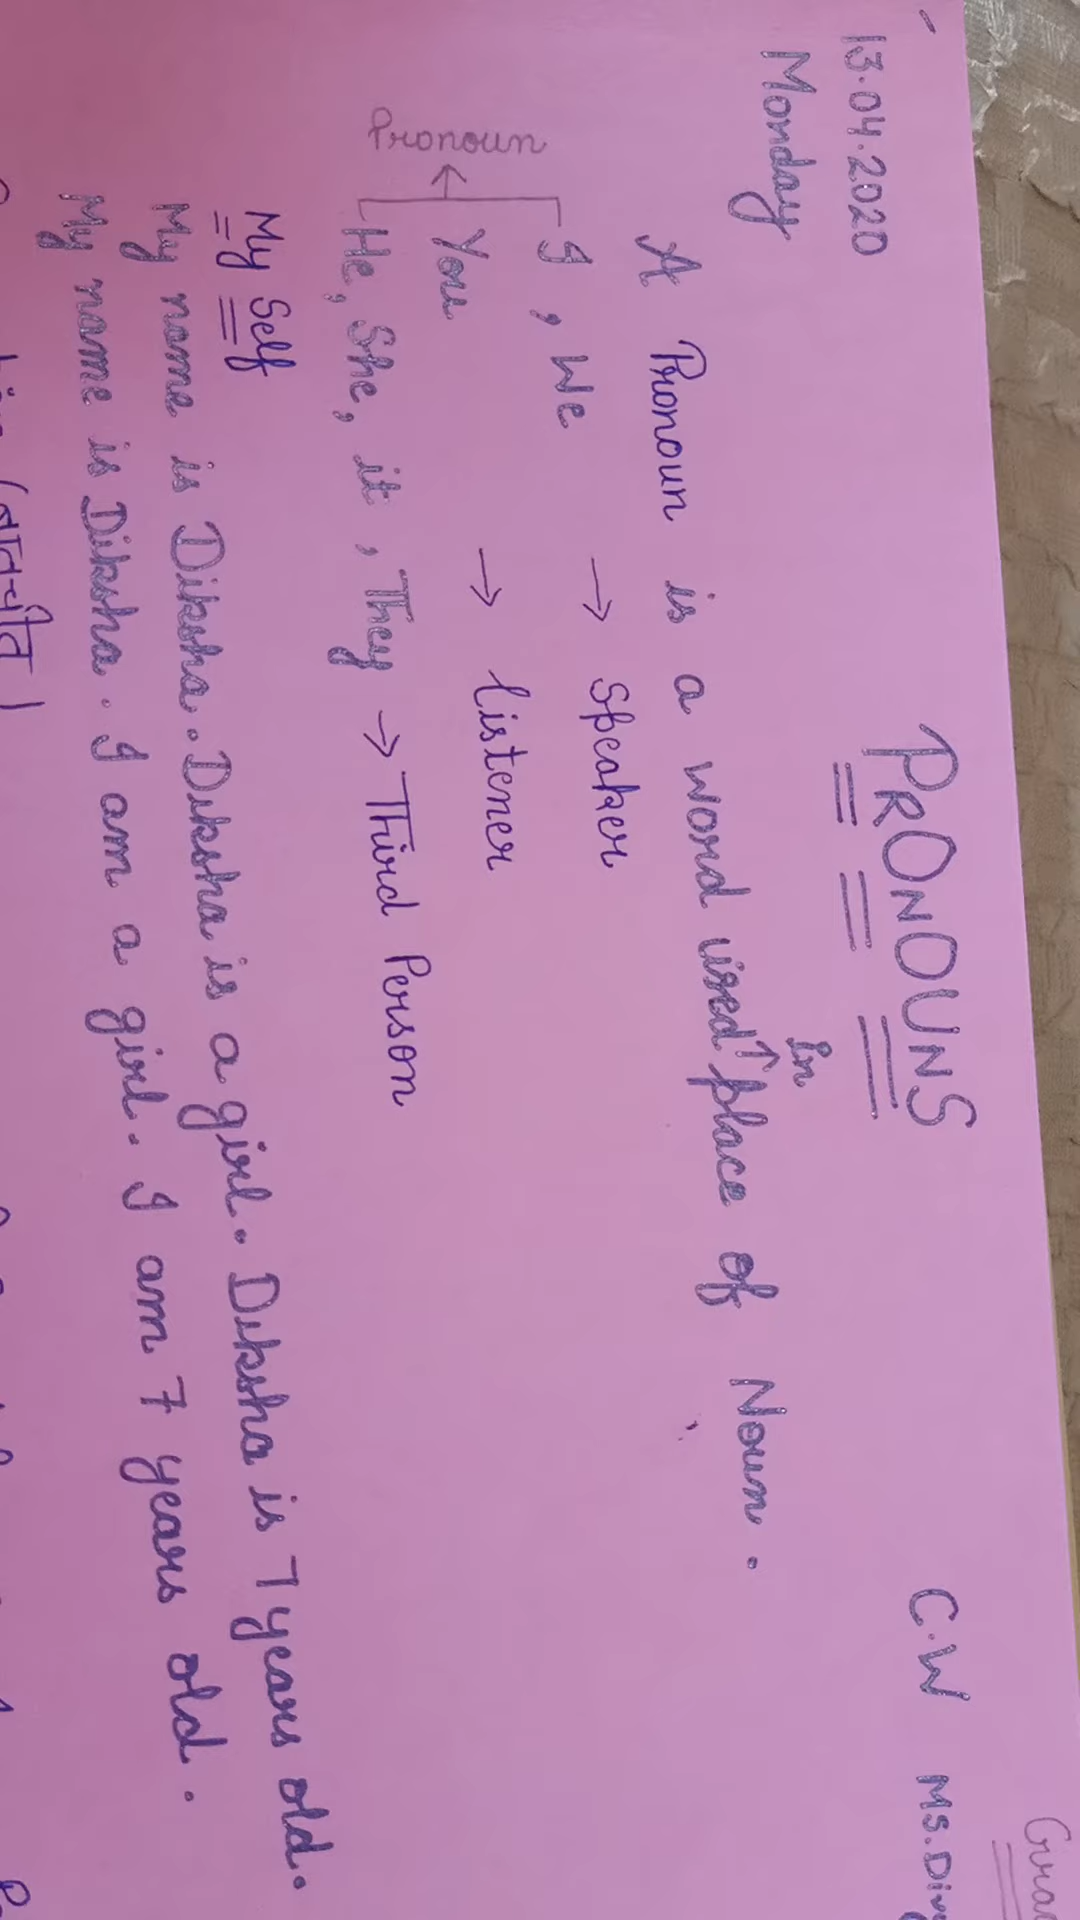 13.04.2020 PRONOUNS C.W Ms.
Monday
In
A Pronoun is a word used ^ place of Noun.
I, We → Speaker
Pronoun ← You → listener
He, She, it, They → Third Person
My Self
My name is Diksha. Diksha is a girl. Diksha is 7 years old.
My name is Diksha. I am a girl. I am 7 years old.
(बातचीत)